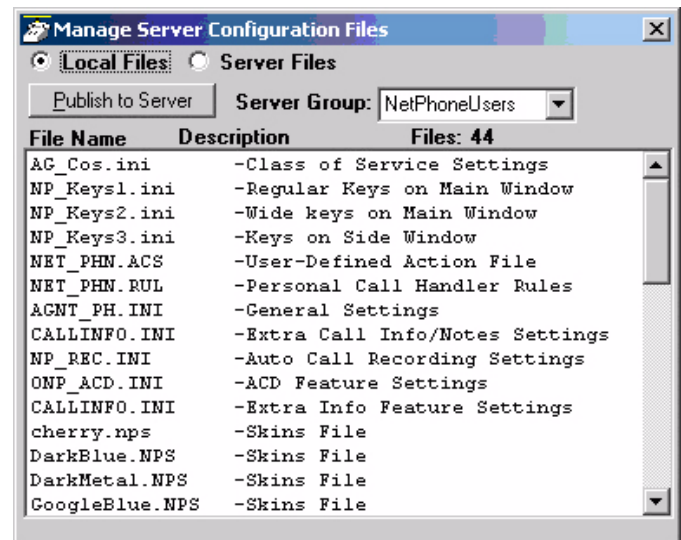 Manage Server Configuration Files
Local Files Server Files
Publish to Server Server Group: NetPhoneUsers
File Name Description Files: 44
AG_Cos.ini -Class of Service Settings
NP_Keys1.ini -Regular Keys on Main Window
NP_Keys2.ini -Wide keys on Main Window
NP_Keys3.ini -Keys on Side Window
NET_PHN.ACS -User-Defined Action File
NET_PHN.RUL -Personal Call Handler Rules
AGNT_PH.INI -General Settings
CALLINFO.INI -Extra Call Info/Notes Settings
NP_REC.INI -Auto Call Recording Settings
ONP_ACD.INI -ACD Feature Settings
CALLINFO.INI -Extra Info Feature Settings
cherry.nps -Skins File
DarkBlue.NPS -Skins File
DarkMetal.NPS -Skins File
GoogleBlue.NPS -Skins File